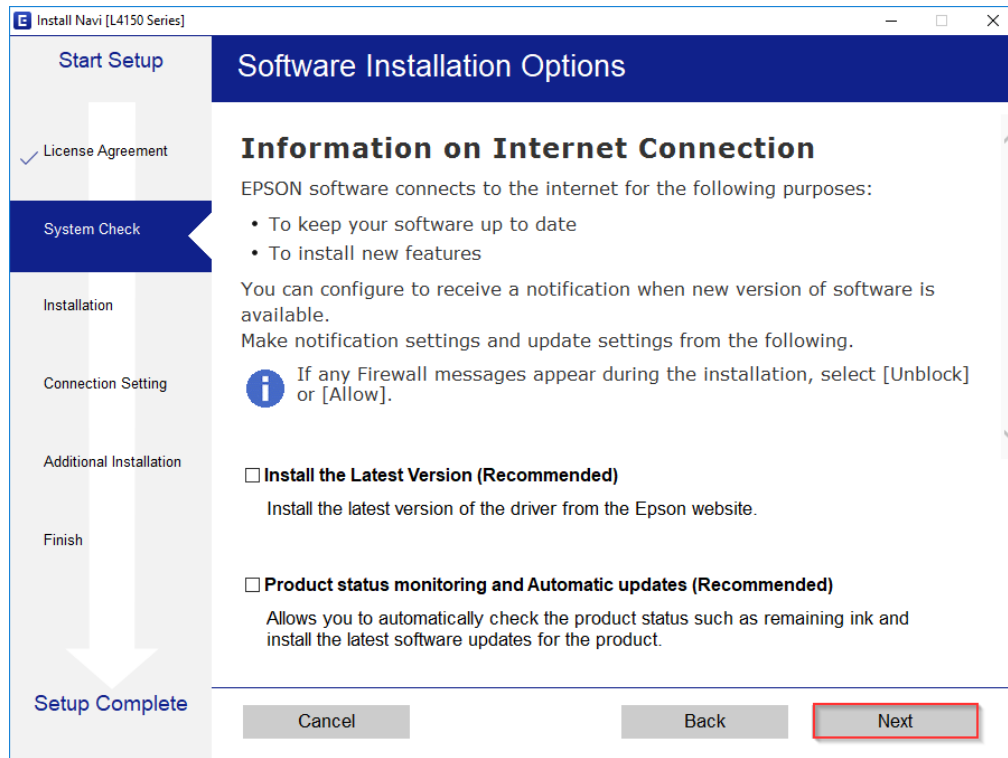 E Install Navi [L4150 Series]
Start Setup
Software Installation Options
License Agreement
System Check
Installation
Connection Setting
Additional Installation
Finish
Setup Complete
Information on Internet Connection
EPSON software connects to the internet for the following purposes:
• To keep your software up to date
• To install new features
You can configure to receive a notification when new version of software is
available.
Make notification settings and update settings from the following.
i If any Firewall messages appear during the installation, select [Unblock]
or [Allow].
Install the Latest Version (Recommended)
Install the latest version of the driver from the Epson website.
Product status monitoring and Automatic updates (Recommended)
Allows you to automatically check the product status such as remaining ink and
install the latest software updates for the product.
Cancel
Back
Next